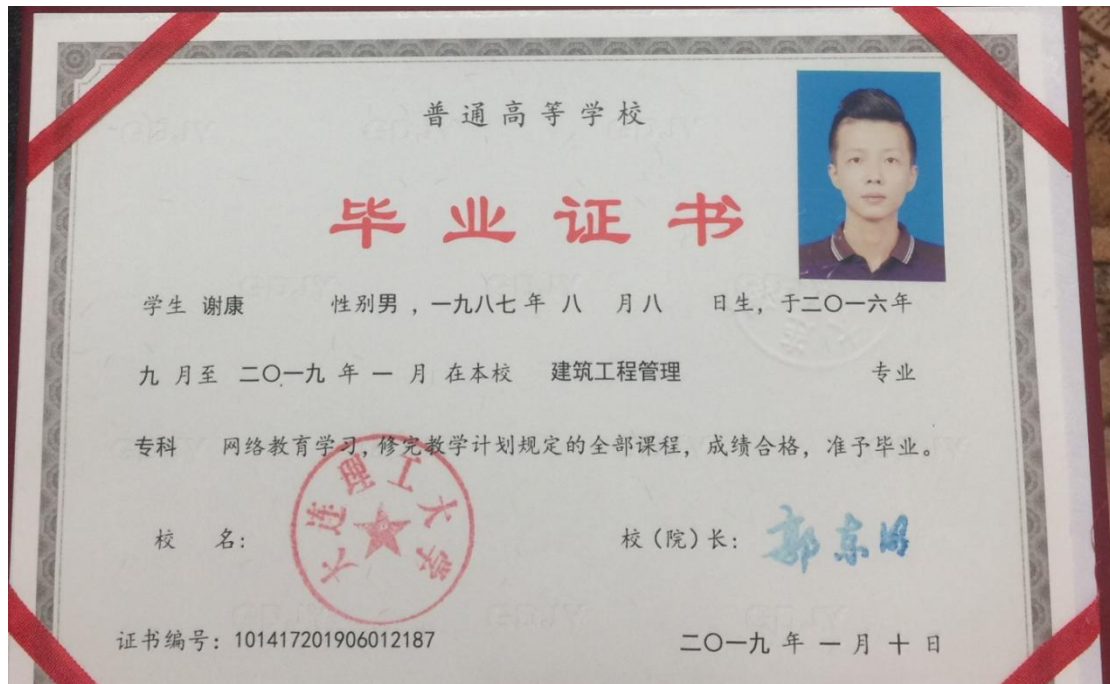 普通高等学校
毕业证书
学生 谢康 性别男，一九八七年 八 月八 日生，于二〇一六年
九 月至 二〇一九 年 一 月 在本校 建筑工程管理 专业
专科 网络教育学习，修完教学计划规定的全部课程，成绩合格，准予毕业。
大连理工大学
校 名： 校（院）长： 郭东明
证书编号：101417201906012187 二〇一九 年 一 月 十 日